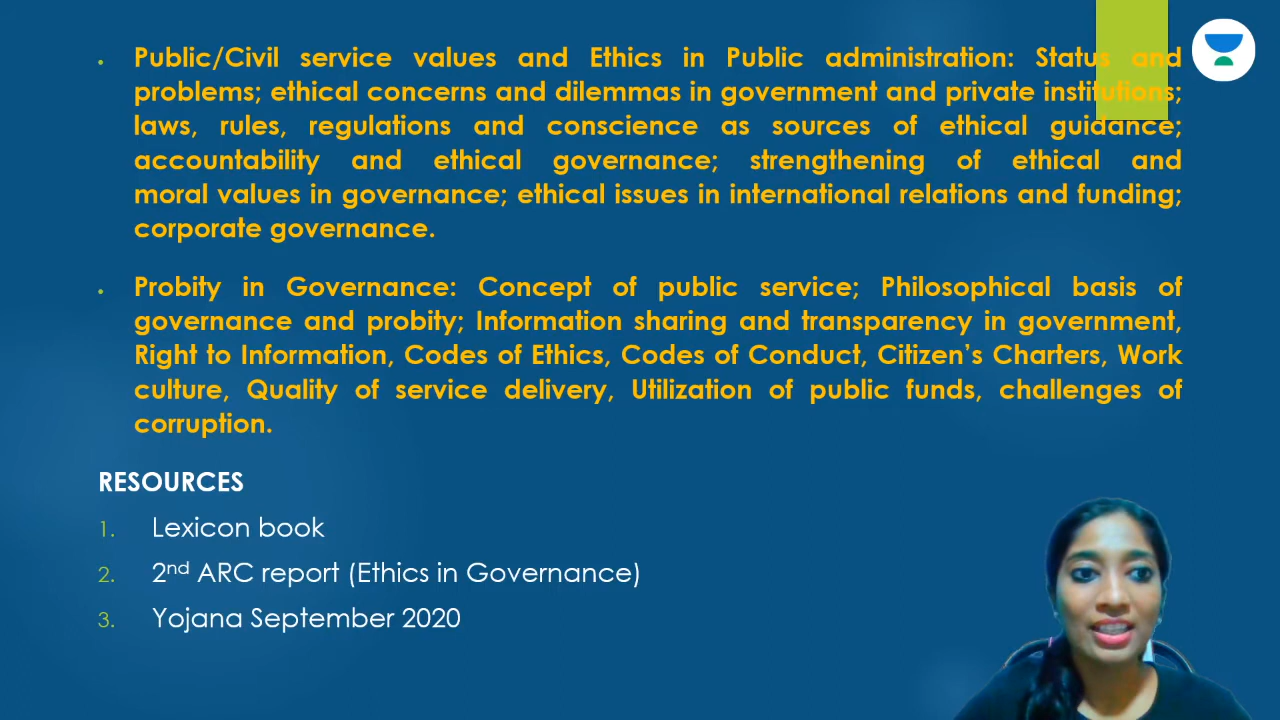 Public/Civil service values and Ethics in Public administration: Status and
problems; ethical concerns and dilemmas in government and private institutions;
laws, rules, regulations and conscience as sources of ethical guidance;
accountability and ethical governance; strengthening of ethical and
moral values in governance; ethical issues in international relations and funding;
corporate governance.
Probity in Governance: Concept of public service; Philosophical basis of
governance and probity; Information sharing and transparency in government,
Right to Information, Codes of Ethics, Codes of Conduct, Citizen’s Charters, Work
culture, Quality of service delivery, Utilization of public funds, challenges of
corruption.
RESOURCES
1. Lexicon book
2. 2nd ARC report (Ethics in Governance)
3. Yojana September 2020